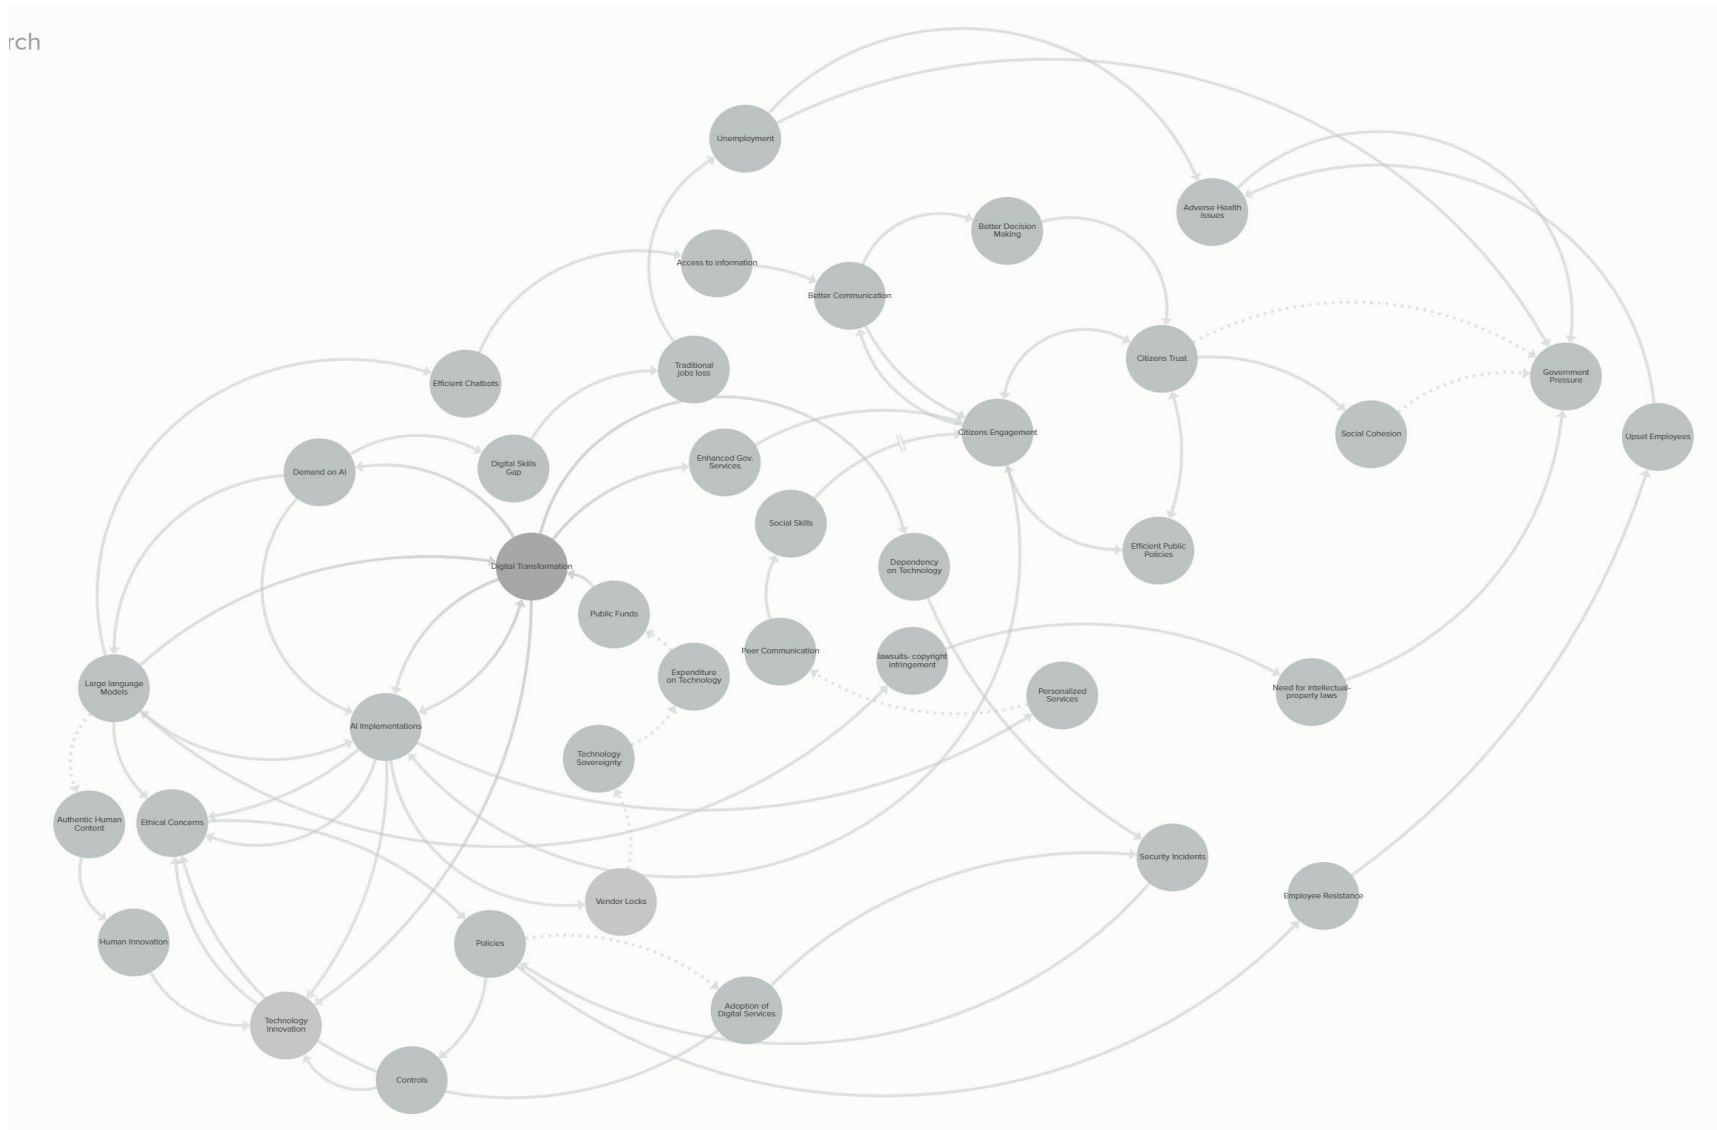 rch
Unemployment
Adverse Health
Issues
Better Decision
Making
Access to information
Better Communication
Citizens Trust
Government
Pressure
Efficient Chatbots
Traditional
jobs loss
Citizens Engagement
Social Cohesion
Upset Employees
Demand on AI
Digital Skills
Gap
Enhanced Gov.
Services
Social Skills
Efficient Public
Policies
Digital Transformation
Dependency
on Technology
Public Funds
Peer Communication
lawsuits- copyright
infringement
Large language
Models
Expenditure
on Technology
Personalized
Services
Need for intellectual-
property laws
AI Implementations
Technology
Sovereignty
Authentic Human
Content
Ethical Concerns
Security Incidents
Vendor Locks
Employee Resistance
Human Innovation
Policies
Adoption of
Digital Services
Technology
Innovation
Controls